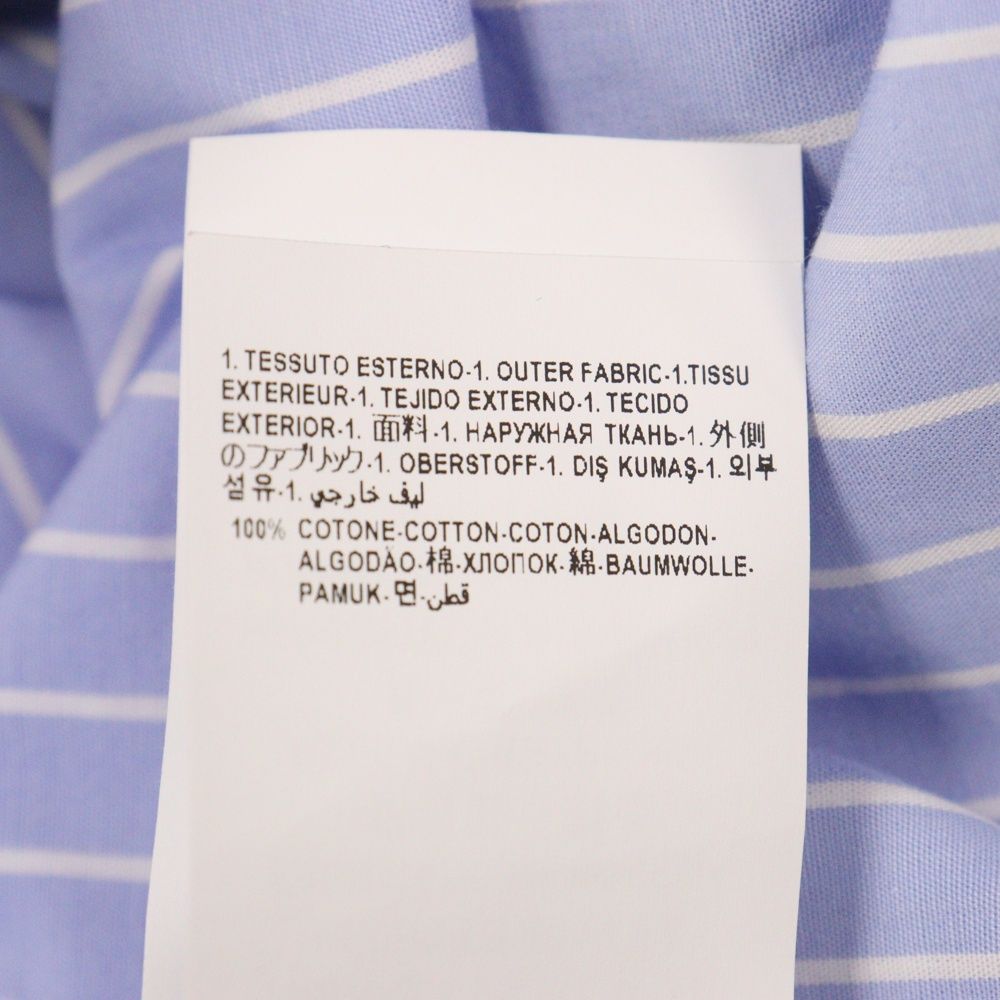 1. TESSUTO ESTERNO-1. OUTER FABRIC-1.TISSU
EXTERIEUR-1. TEJIDO EXTERNO-1. TECIDO
EXTERIOR-1. 面料-1. НАРУЖНАЯ ТКАНЬ-1. 外側
のファブリック-1. OBERSTOFF-1. DIŞ KUMAŞ-1. 외부
섬유-1. ليف خارجي
100% COTONE-COTTON-COTON-ALGODON-
ALGODÃO-棉-ХЛОПОК-綿-BAUMWOLLE-
PAMUK-면-قطن